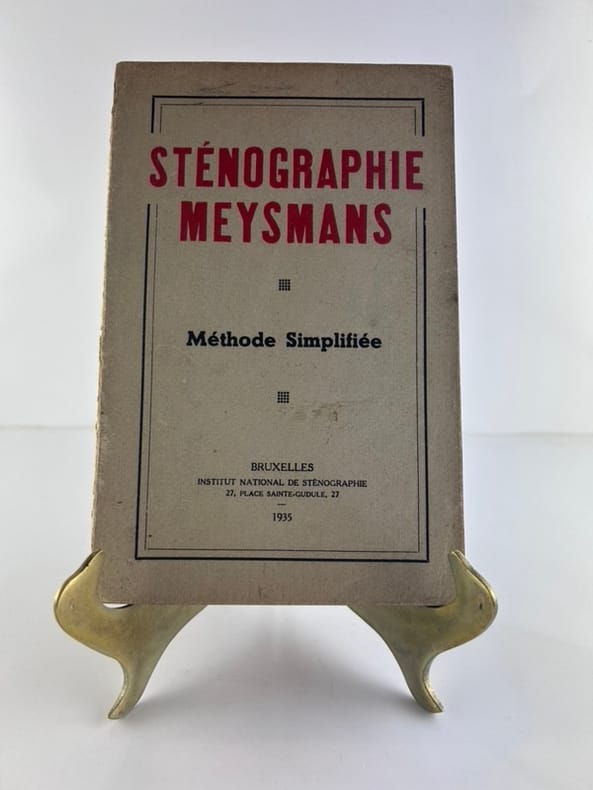 STÉNOGRAPHIE
MEYSMANS
Méthode Simplifiée
BRUXELLES
INSTITUT NATIONAL DE STÉNOGRAPHIE
27, PLACE SAINTE-GUDULE, 27
1935